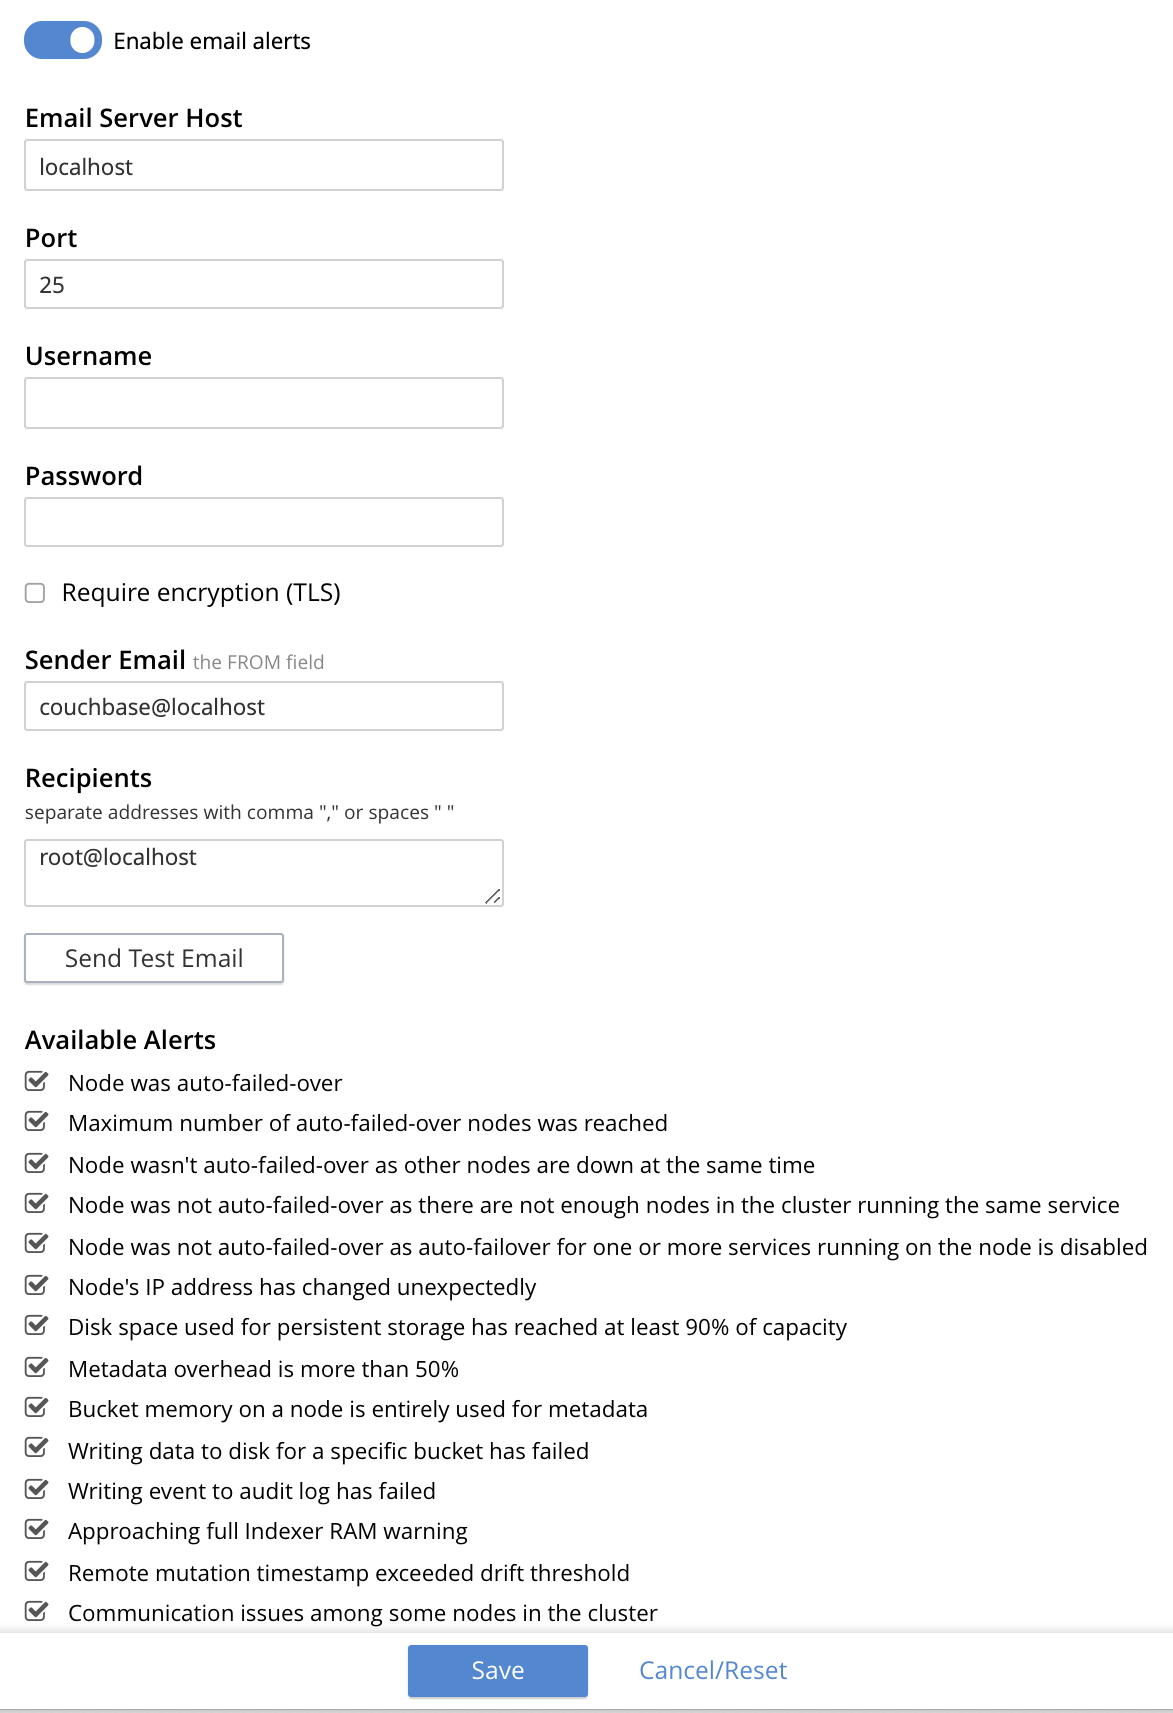 Enable email alerts
Email Server Host
localhost
Port
25
Username
Password
Require encryption (TLS)
Sender Email the FROM field
couchbase@localhost
Recipients
separate addresses with comma "," or spaces " "
root@localhost
Send Test Email
Available Alerts
Node was auto-failed-over
Maximum number of auto-failed-over nodes was reached
Node wasn't auto-failed-over as other nodes are down at the same time
Node was not auto-failed-over as there are not enough nodes in the cluster running the same service
Node was not auto-failed-over as auto-failover for one or more services running on the node is disabled
Node's IP address has changed unexpectedly
Disk space used for persistent storage has reached at least 90% of capacity
Metadata overhead is more than 50%
Bucket memory on a node is entirely used for metadata
Writing data to disk for a specific bucket has failed
Writing event to audit log has failed
Approaching full Indexer RAM warning
Remote mutation timestamp exceeded drift threshold
Communication issues among some nodes in the cluster
Save Cancel/Reset